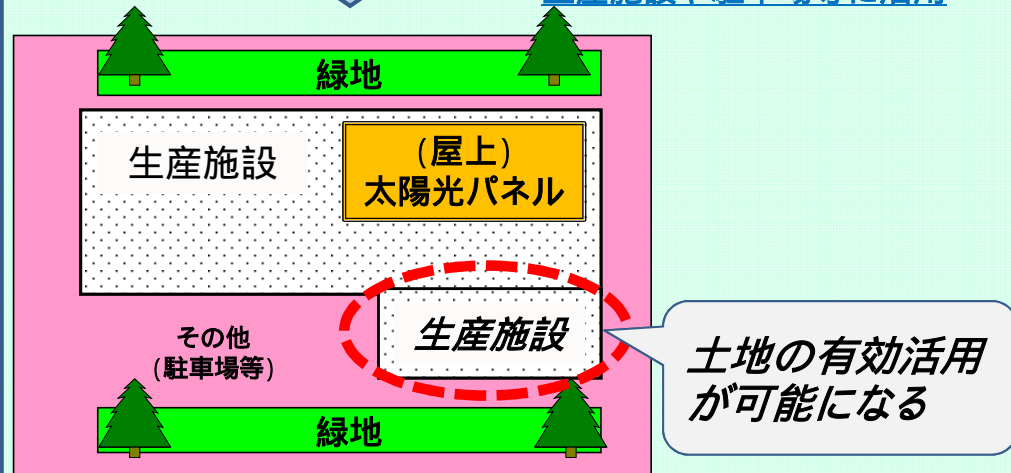 緑地
生産施設
(屋上)
太陽光パネル
生産施設
その他
(駐車場等)
土地の有効活用
が可能になる
緑地